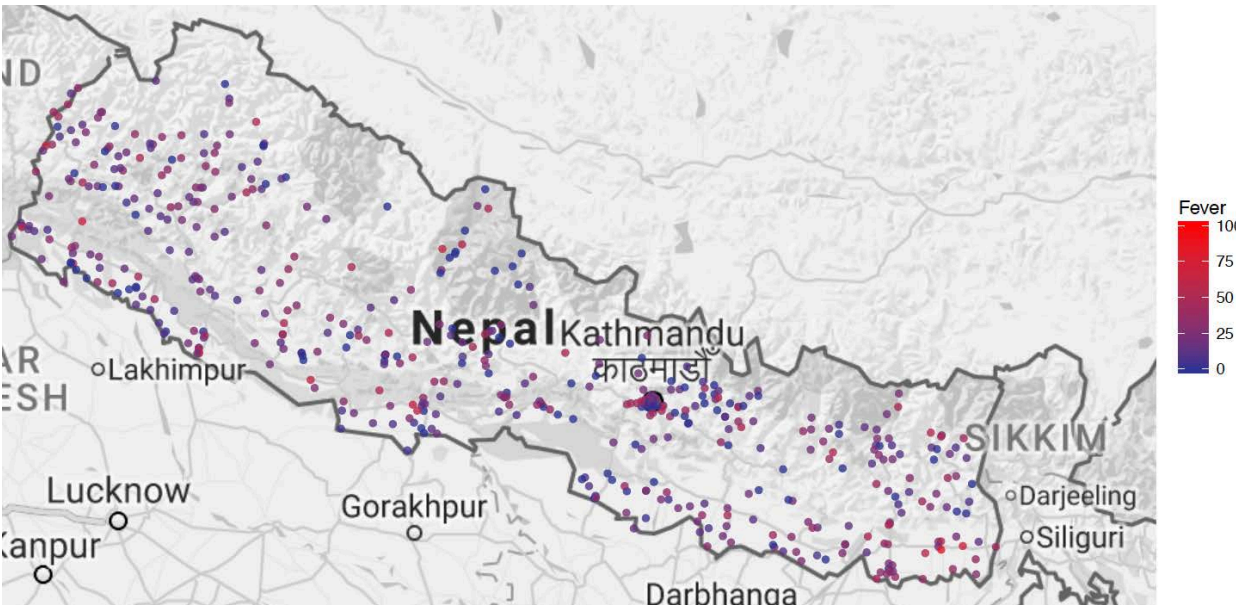 ND
Fever
100
75
50
25
0
Nepal
Kathmandu
AR
ESH
Lakhimpur
SIKKIM
Lucknow
Gorakhpur
Darjeeling
Siliguri
Kanpur
Darbhanga